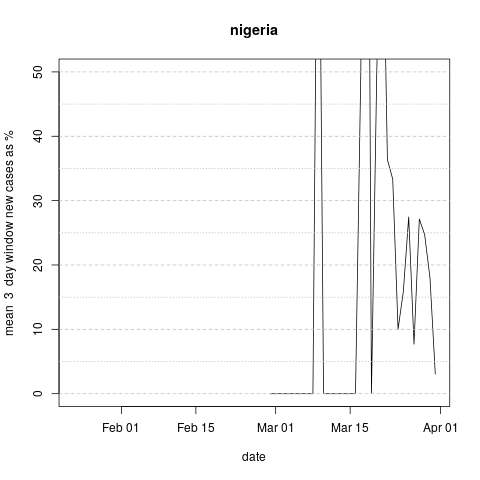 nigeria
mean 3 day window new cases as %
50
40
30
20
10
0
Feb 01
Feb 15
Mar 01
Mar 15
Apr 01
date